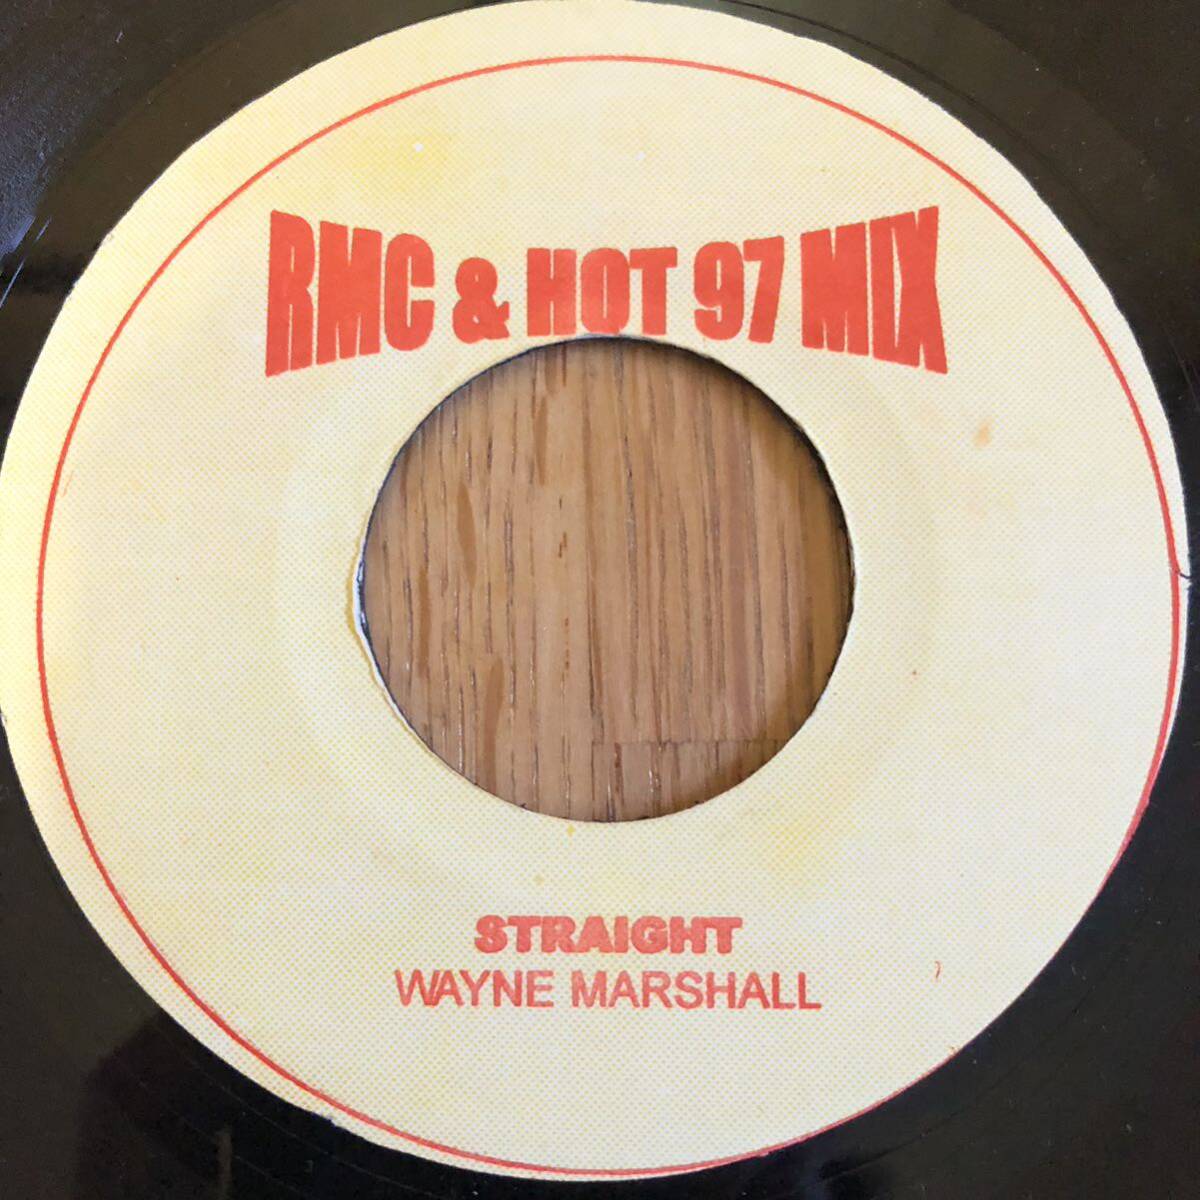 RMC & HOT 97 MIX
STRAIGHT
WAYNE MARSHALL